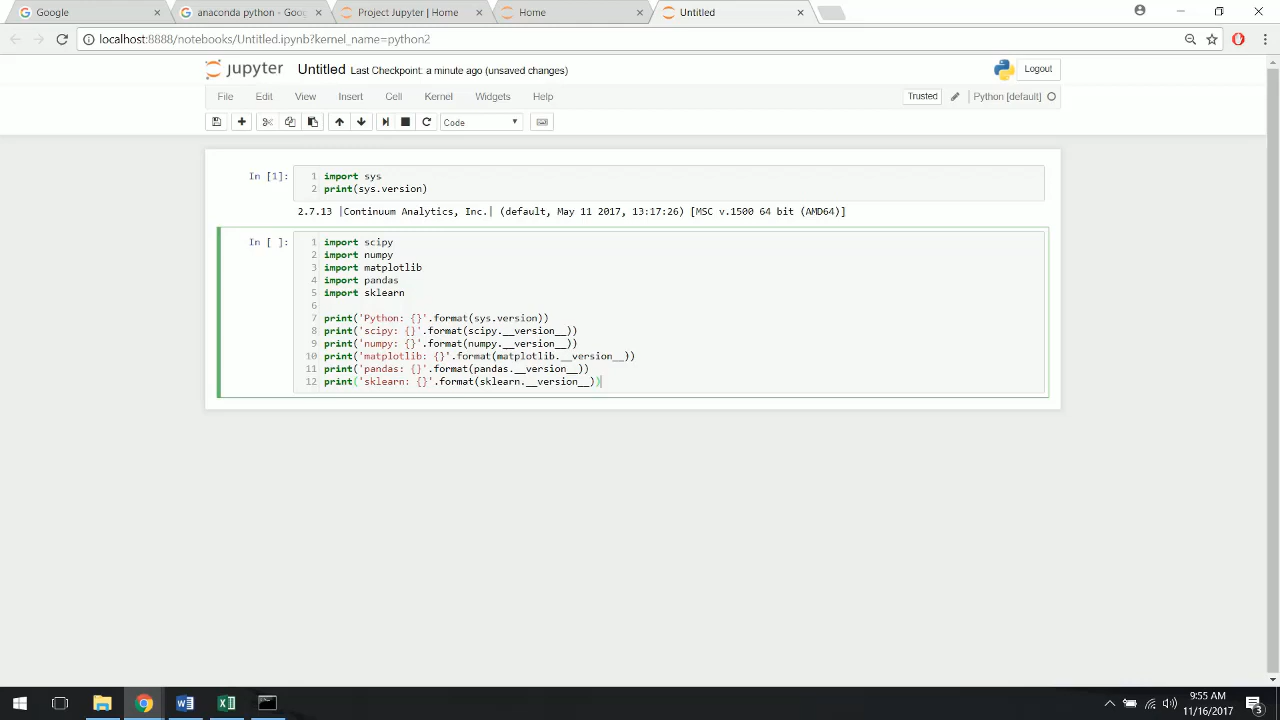 Google
anaconda python - Goog
Project Jupyter | Home
Home
Untitled
localhost:8888/notebooks/Untitled.ipynb?kernel_name=python2
jupyter Untitled Last Checkpoint: a minute ago (unsaved changes)
Logout
File Edit View Insert Cell Kernel Widgets Help
Trusted
Python [default]
Code
In [1]:
1 import sys
2 print(sys.version)
2.7.13 |Continuum Analytics, Inc.| (default, May 11 2017, 13:17:26) [MSC v.1500 64 bit (AMD64)]
In [ ]:
1 import scipy
2 import numpy
3 import matplotlib
4 import pandas
5 import sklearn
6
7 print('Python: {}'.format(sys.version))
8 print('scipy: {}'.format(scipy.__version__))
9 print('numpy: {}'.format(numpy.__version__))
10 print('matplotlib: {}'.format(matplotlib.__version__))
11 print('pandas: {}'.format(pandas.__version__))
12 print('sklearn: {}'.format(sklearn.__version__))
9:55 AM
11/16/2017
3